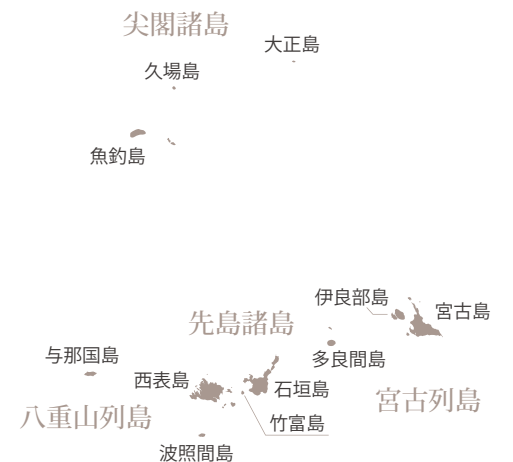 尖閣諸島
大正島
久場島
魚釣島
伊良部島
宮古島
先島諸島
与那国島
多良間島
西表島
石垣島
宮古列島
八重山列島
竹富島
波照間島